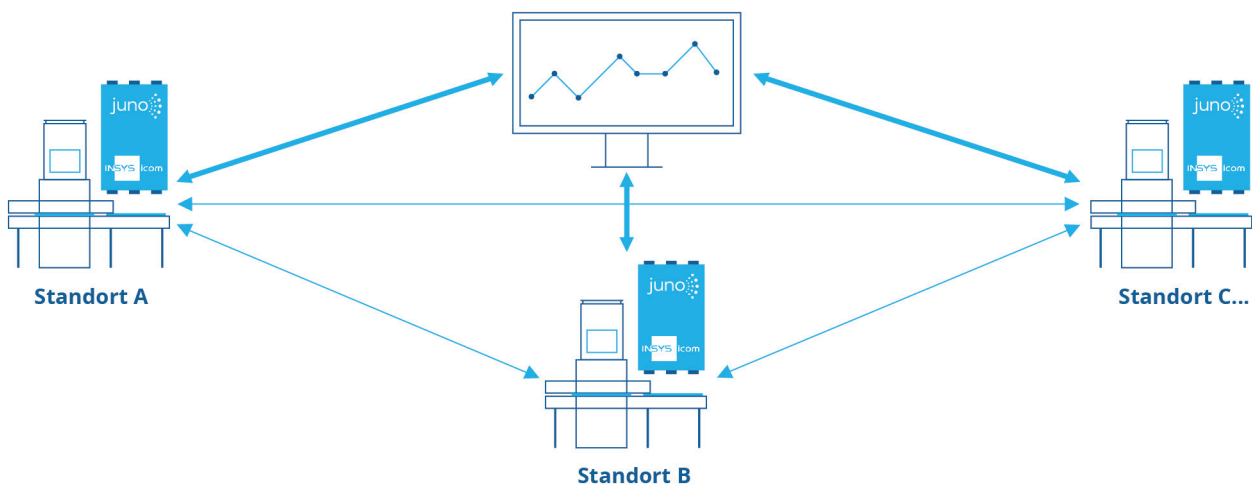 juno
INSYS icom
Standort A
juno
INSYS icom
Standort B
juno
INSYS icom
Standort C...